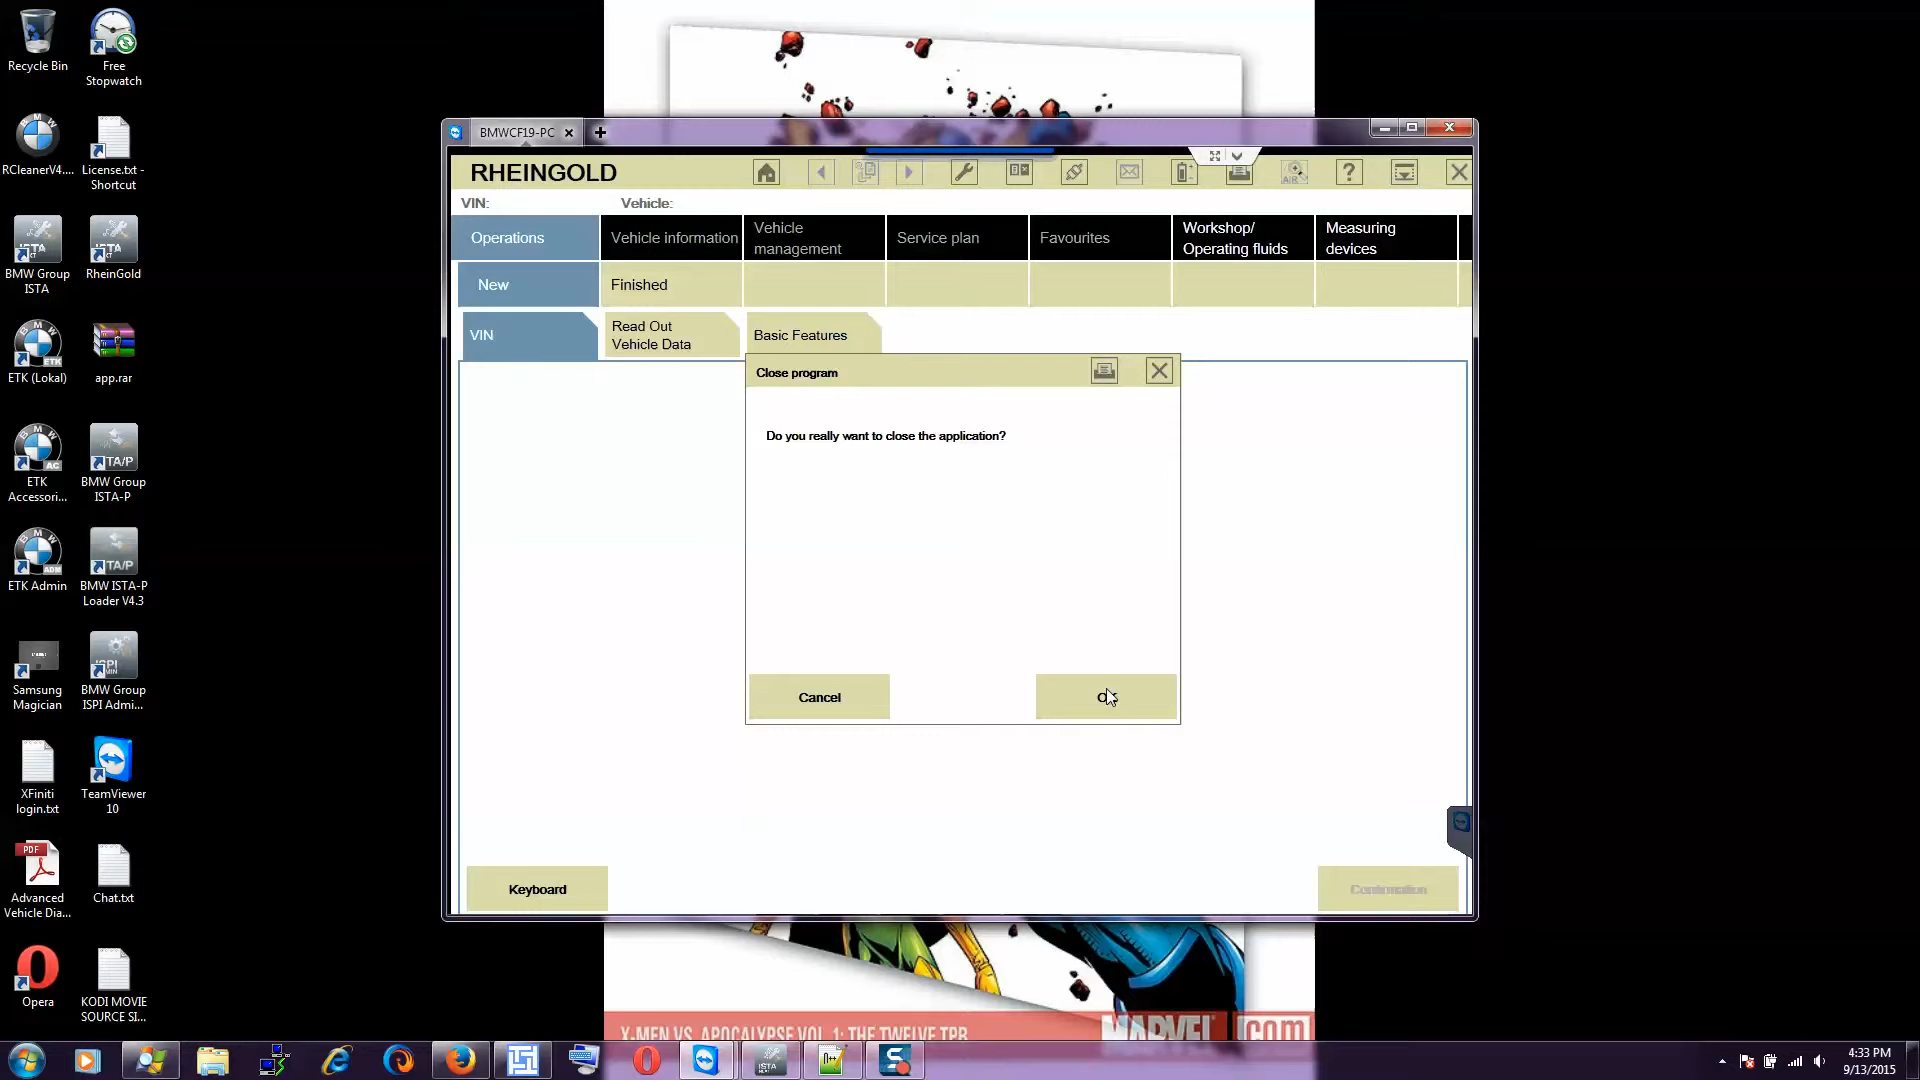 Recycle Bin
Free
Stopwatch
RCleanerV4....
License.txt -
Shortcut
BMW Group
ISTA
RheinGold
ETK (Lokal)
app.rar
ETK
Accessori...
BMW Group
ISTA-P
ETK Admin
BMW ISTA-P
Loader V4.3
Samsung
Magician
BMW Group
ISPI Admi...
XFiniti
login.txt
TeamViewer
10
Advanced
Vehicle Dia...
Chat.txt
Opera
KODI MOVIE
SOURCE SI...
BMWCF19-PC
RHEINGOLD
VIN:
Vehicle:
Operations
Vehicle information
Vehicle
management
Service plan
Favourites
Workshop/
Operating fluids
Measuring
devices
New
Finished
VIN
Read Out
Vehicle Data
Basic Features
Close program
Do you really want to close the application?
Cancel
Keyboard
Confirmation
X-MEN VS. APOCALYPSE VOL. 1: THE TWELVE TPB
MARVEL.com
4:33 PM
9/13/2015